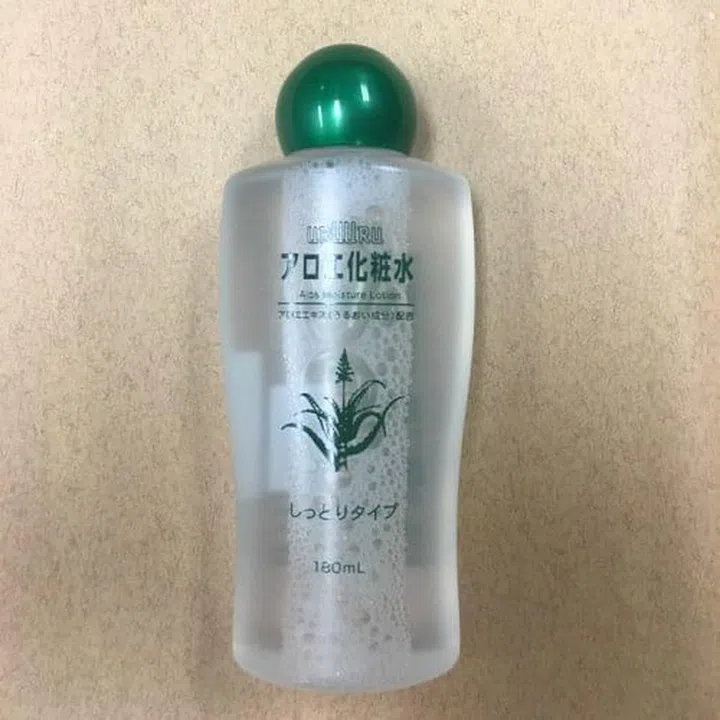 URUURU
アロエ化粧水
Aloe Moisture Lotion
アロエエキス(うるおい成分)配合
しっとりタイプ
180mL